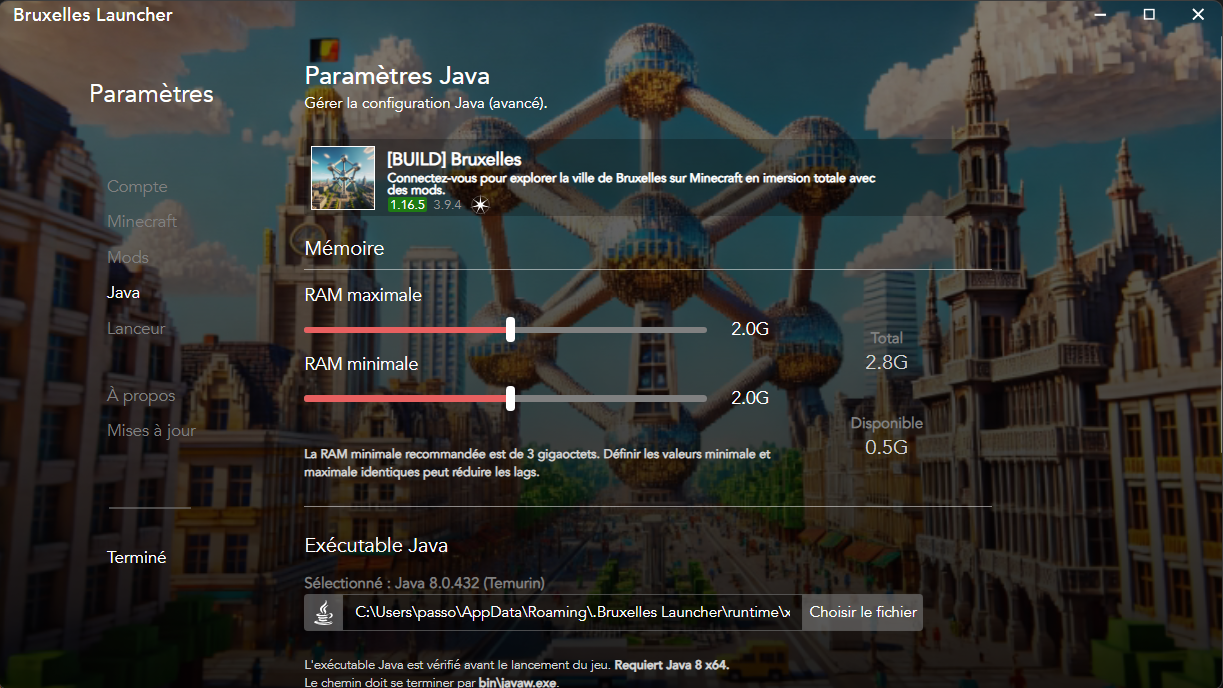 Bruxelles Launcher
Paramètres
Compte
Minecraft
Mods
Java
Lanceur
À propos
Mises à jour
Terminé
Paramètres Java
Gérer la configuration Java (avancé).
[BUILD] Bruxelles
Connectez-vous pour explorer la ville de Bruxelles sur Minecraft en imersion totale avec
des mods.
1.16.5 3.9.4
Mémoire
RAM maximale
2.0G
RAM minimale
2.0G
Total
2.8G
Disponible
0.5G
La RAM minimale recommandée est de 3 gigaoctets. Définir les valeurs minimale et
maximale identiques peut réduire les lags.
Exécutable Java
Sélectionné : Java 8.0.432 (Temurin)
C:\Users\passo\AppData\Roaming\.Bruxelles Launcher\runtime\x
Choisir le fichier
L'exécutable Java est vérifié avant le lancement du jeu. Requiert Java 8 x64.
Le chemin doit se terminer par bin\javaw.exe.